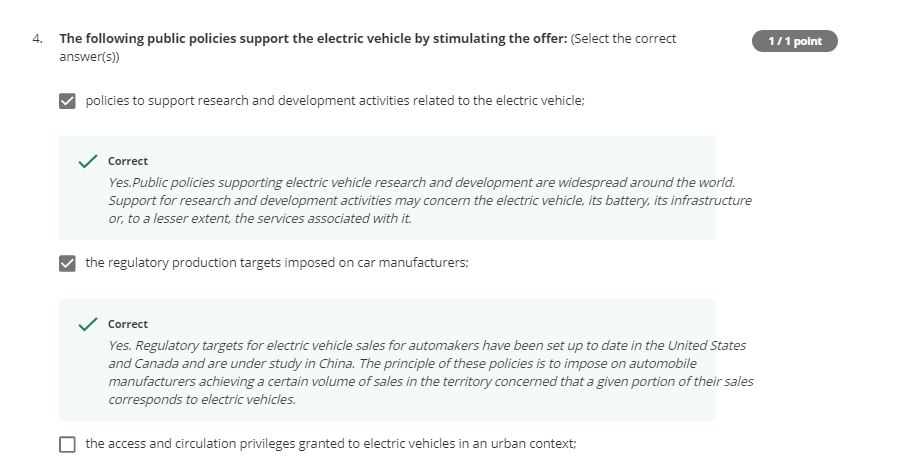 4. The following public policies support the electric vehicle by stimulating the offer: (Select the correct
answer(s))
1 / 1 point
policies to support research and development activities related to the electric vehicle;
Correct
Yes.Public policies supporting electric vehicle research and development are widespread around the world.
Support for research and development activities may concern the electric vehicle, its battery, its infrastructure
or, to a lesser extent, the services associated with it.
the regulatory production targets imposed on car manufacturers;
Correct
Yes. Regulatory targets for electric vehicle sales for automakers have been set up to date in the United States
and Canada and are under study in China. The principle of these policies is to impose on automobile
manufacturers achieving a certain volume of sales in the territory concerned that a given portion of their sales
corresponds to electric vehicles.
the access and circulation privileges granted to electric vehicles in an urban context;